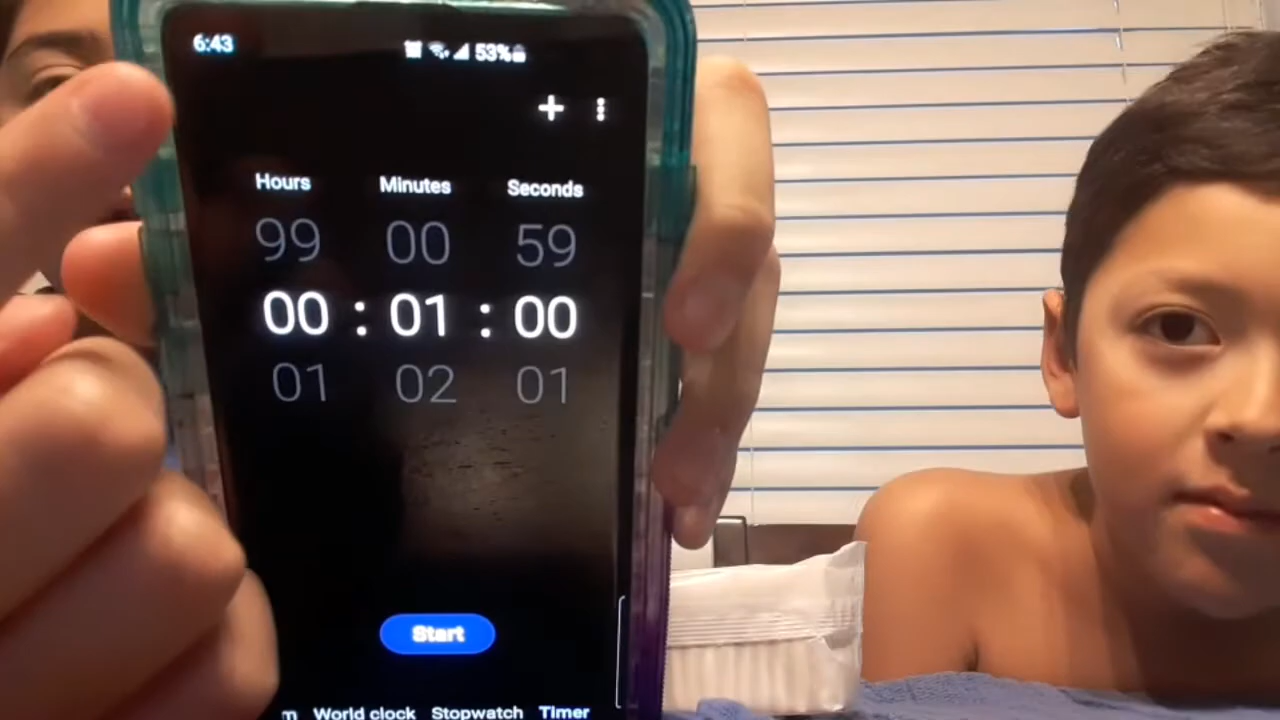 6:43 53%
Hours Minutes Seconds
99 00 59
00 : 01 : 00
01 02 01
Start
m World clock Stopwatch Timer